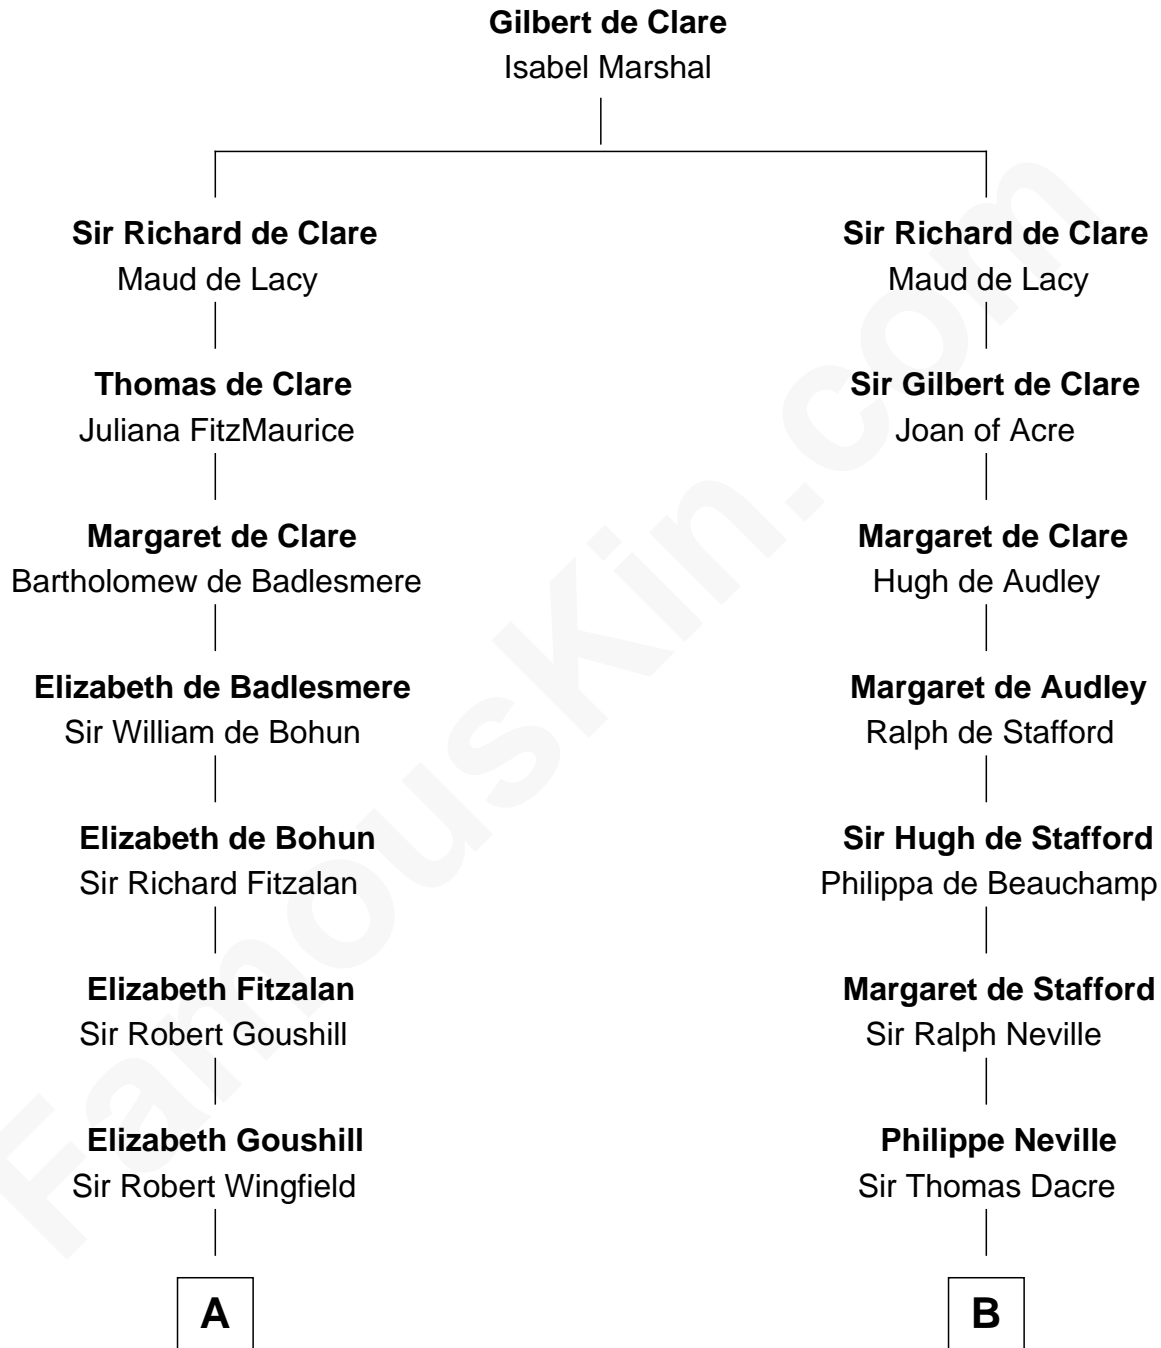 Gilbert de Clare
Isabel Marshal
Sir Richard de Clare
Maud de Lacy
Thomas de Clare
Juliana FitzMaurice
Margaret de Clare
Bartholomew de Badlesmere
Elizabeth de Badlesmere
Sir William de Bohun
Elizabeth de Bohun
Sir Richard Fitzalan
Elizabeth Fitzalan
Sir Robert Goushill
Elizabeth Goushill
Sir Robert Wingfield
A
Sir Richard de Clare
Maud de Lacy
Sir Gilbert de Clare
Joan of Acre
Margaret de Clare
Hugh de Audley
Margaret de Audley
Ralph de Stafford
Sir Hugh de Stafford
Philippa de Beauchamp
Margaret de Stafford
Sir Ralph Neville
Philippe Neville
Sir Thomas Dacre
B
FamousKin.com